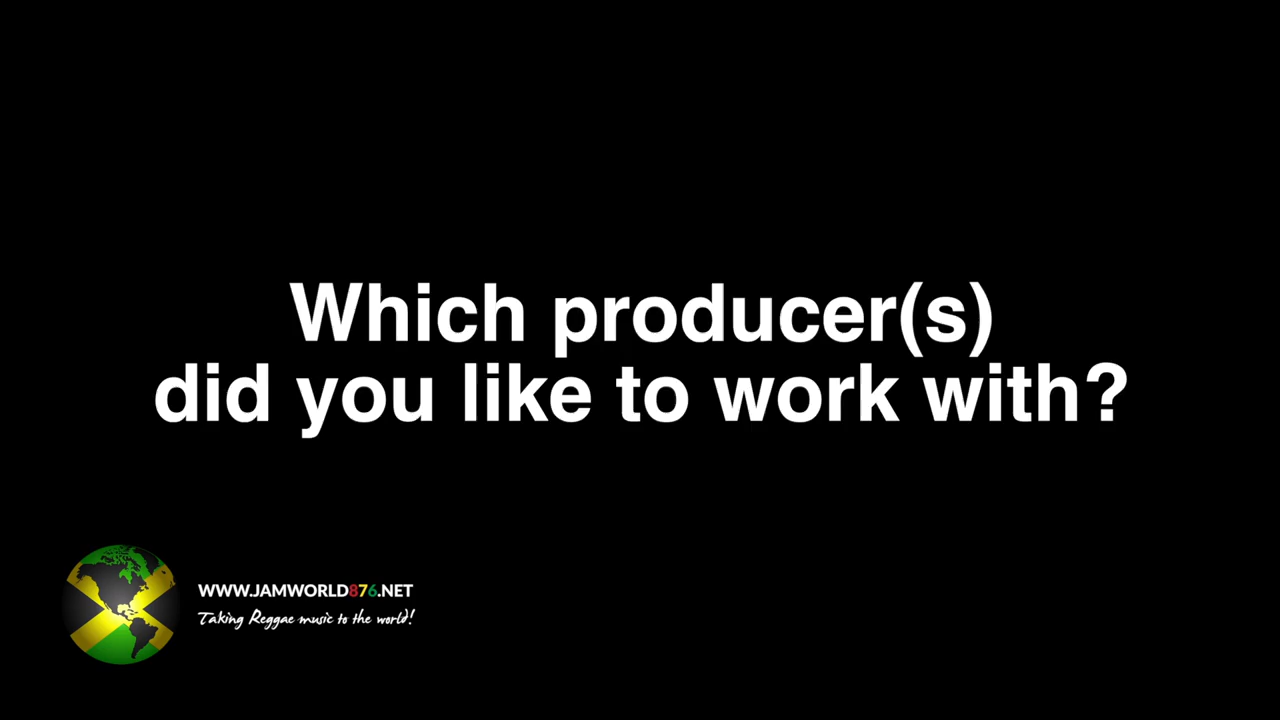 Which producer(s)
did you like to work with?
WWW.JAMWORLD876.NET
Taking Reggae music to the world!